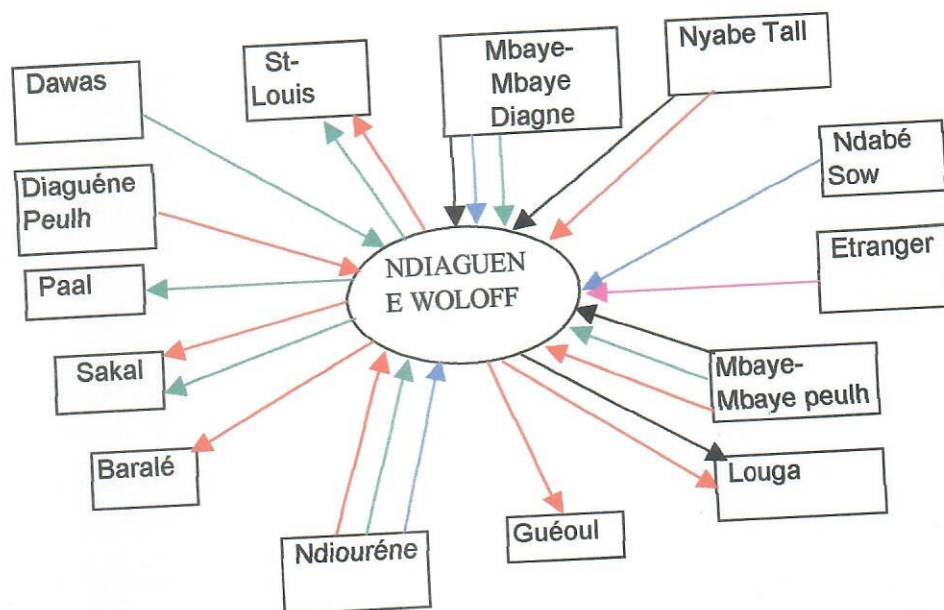 Dawas
St-
Louis
Mbaye-
Mbaye
Diagne
Nyabe Tall
Ndabé
Sow
Diaguéne
Peulh
NDIAGUEN
E WOLOFF
Etranger
Paal
Sakal
Mbaye-
Mbaye peulh
Baralé
Louga
Ndiouréne
Guéoul